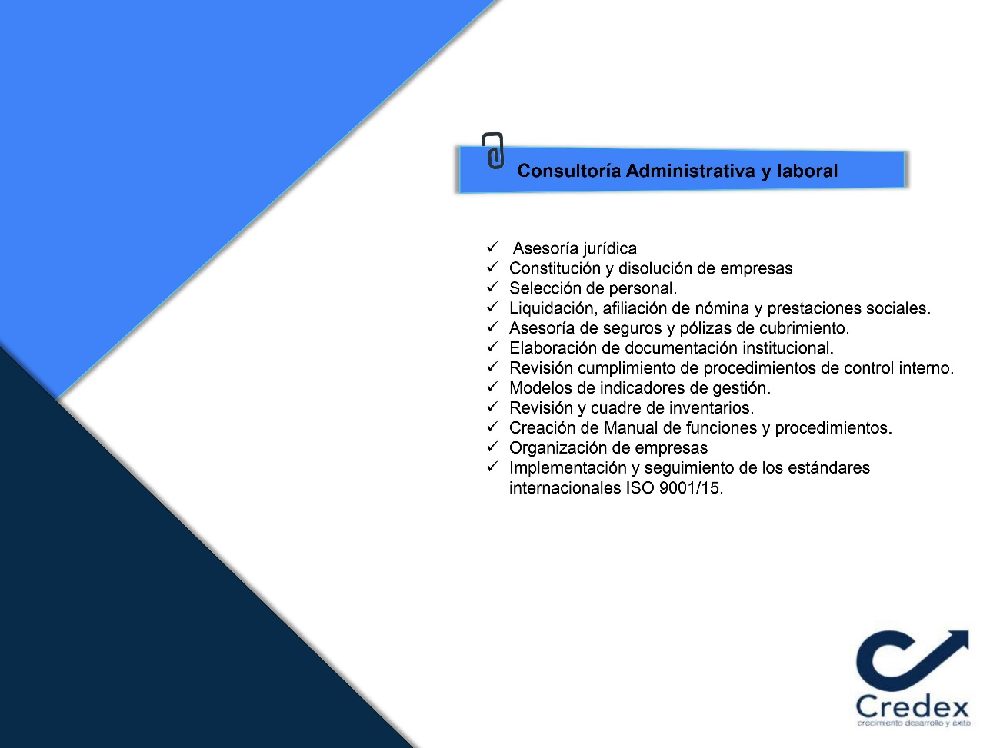 Consultoría Administrativa y laboral
✓ Asesoría jurídica
✓ Constitución y disolución de empresas
✓ Selección de personal.
✓ Liquidación, afiliación de nómina y prestaciones sociales.
✓ Asesoría de seguros y pólizas de cubrimiento.
✓ Elaboración de documentación institucional.
✓ Revisión cumplimiento de procedimientos de control interno.
✓ Modelos de indicadores de gestión.
✓ Revisión y cuadre de inventarios.
✓ Creación de Manual de funciones y procedimientos.
✓ Organización de empresas
✓ Implementación y seguimiento de los estándares
internacionales ISO 9001/15.
Credex
crecimiento desarrollo y éxito